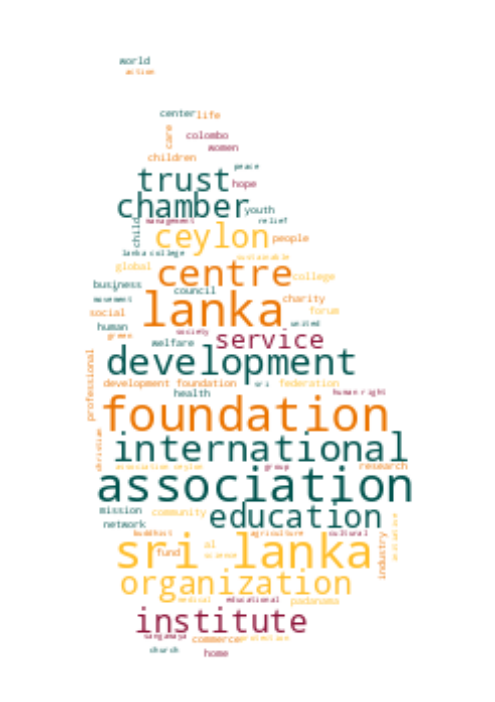 world
action
center life
care
colombo
women
children
peace
trust hope
chamber youth
management relief
child
ceylon people
lanka college sustainable
global
centre college
business council
movement lanka charity
social forum
human united
green society service
welfare
development
professional
development foundation sri federation
health human right
foundation
christian
international
association ceylon group research
association
mission community education
network
buddhist agriculture cultural
sri lanka
fund al
science
industry
organization
medical educational padanama
institute
sangamaya commerce
church home